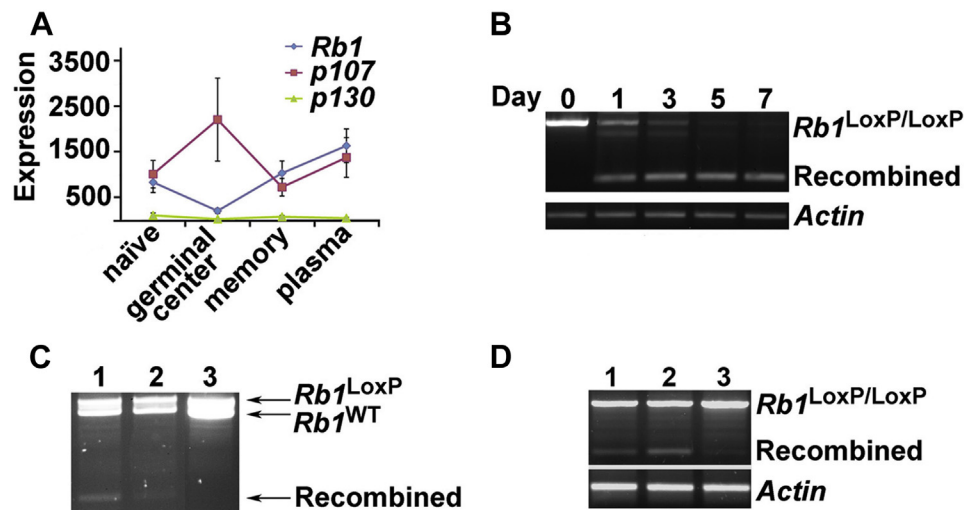 A
Expression
3500
2500
1500
500
Rb1
p107
p130
naïve
germinal
center
memory
plasma
B
Day 0 1 3 5 7
Rb1LoxP/LoxP
Recombined
Actin
C
1 2 3
Rb1LoxP
Rb1WT
Recombined
D
1 2 3
Rb1LoxP/LoxP
Recombined
Actin